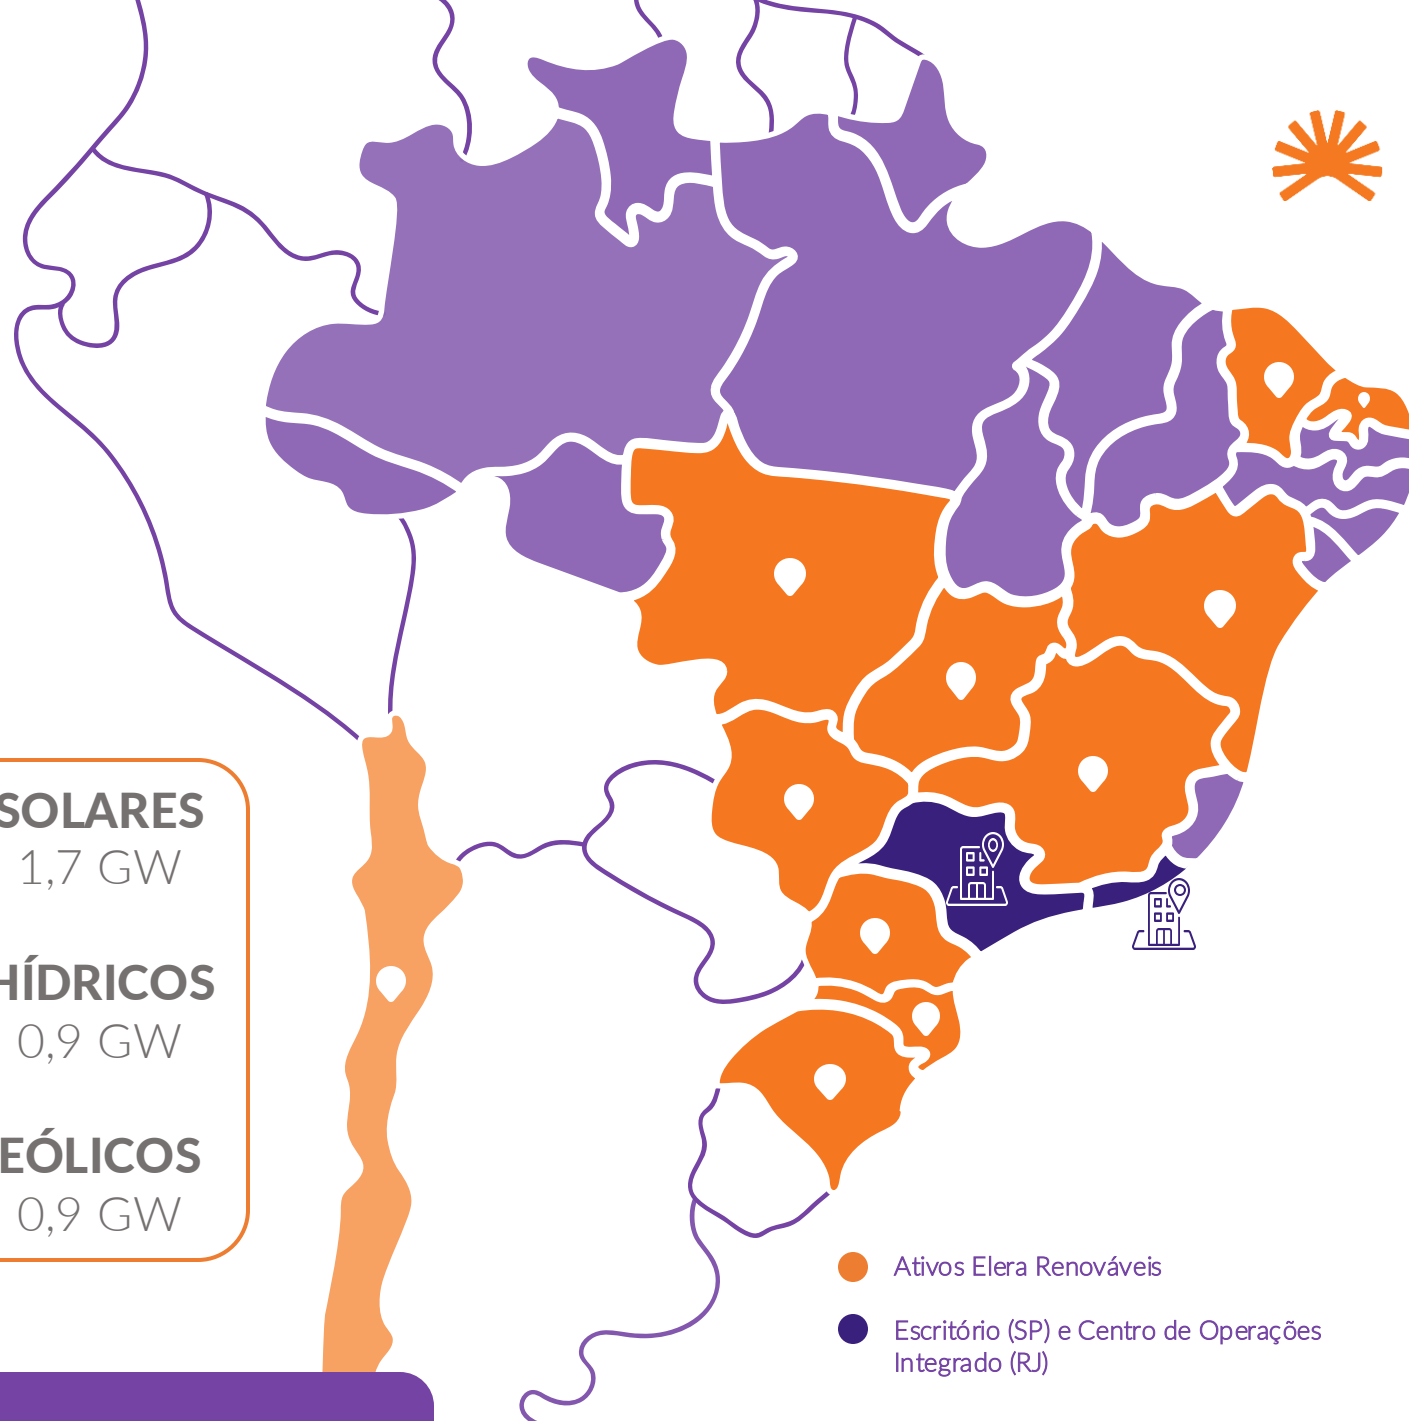 SOLARES
1,7 GW
HÍDRICOS
0,9 GW
EÓLICOS
0,9 GW
Ativos Elera Renováveis
Escritório (SP) e Centro de Operações
Integrado (RJ)